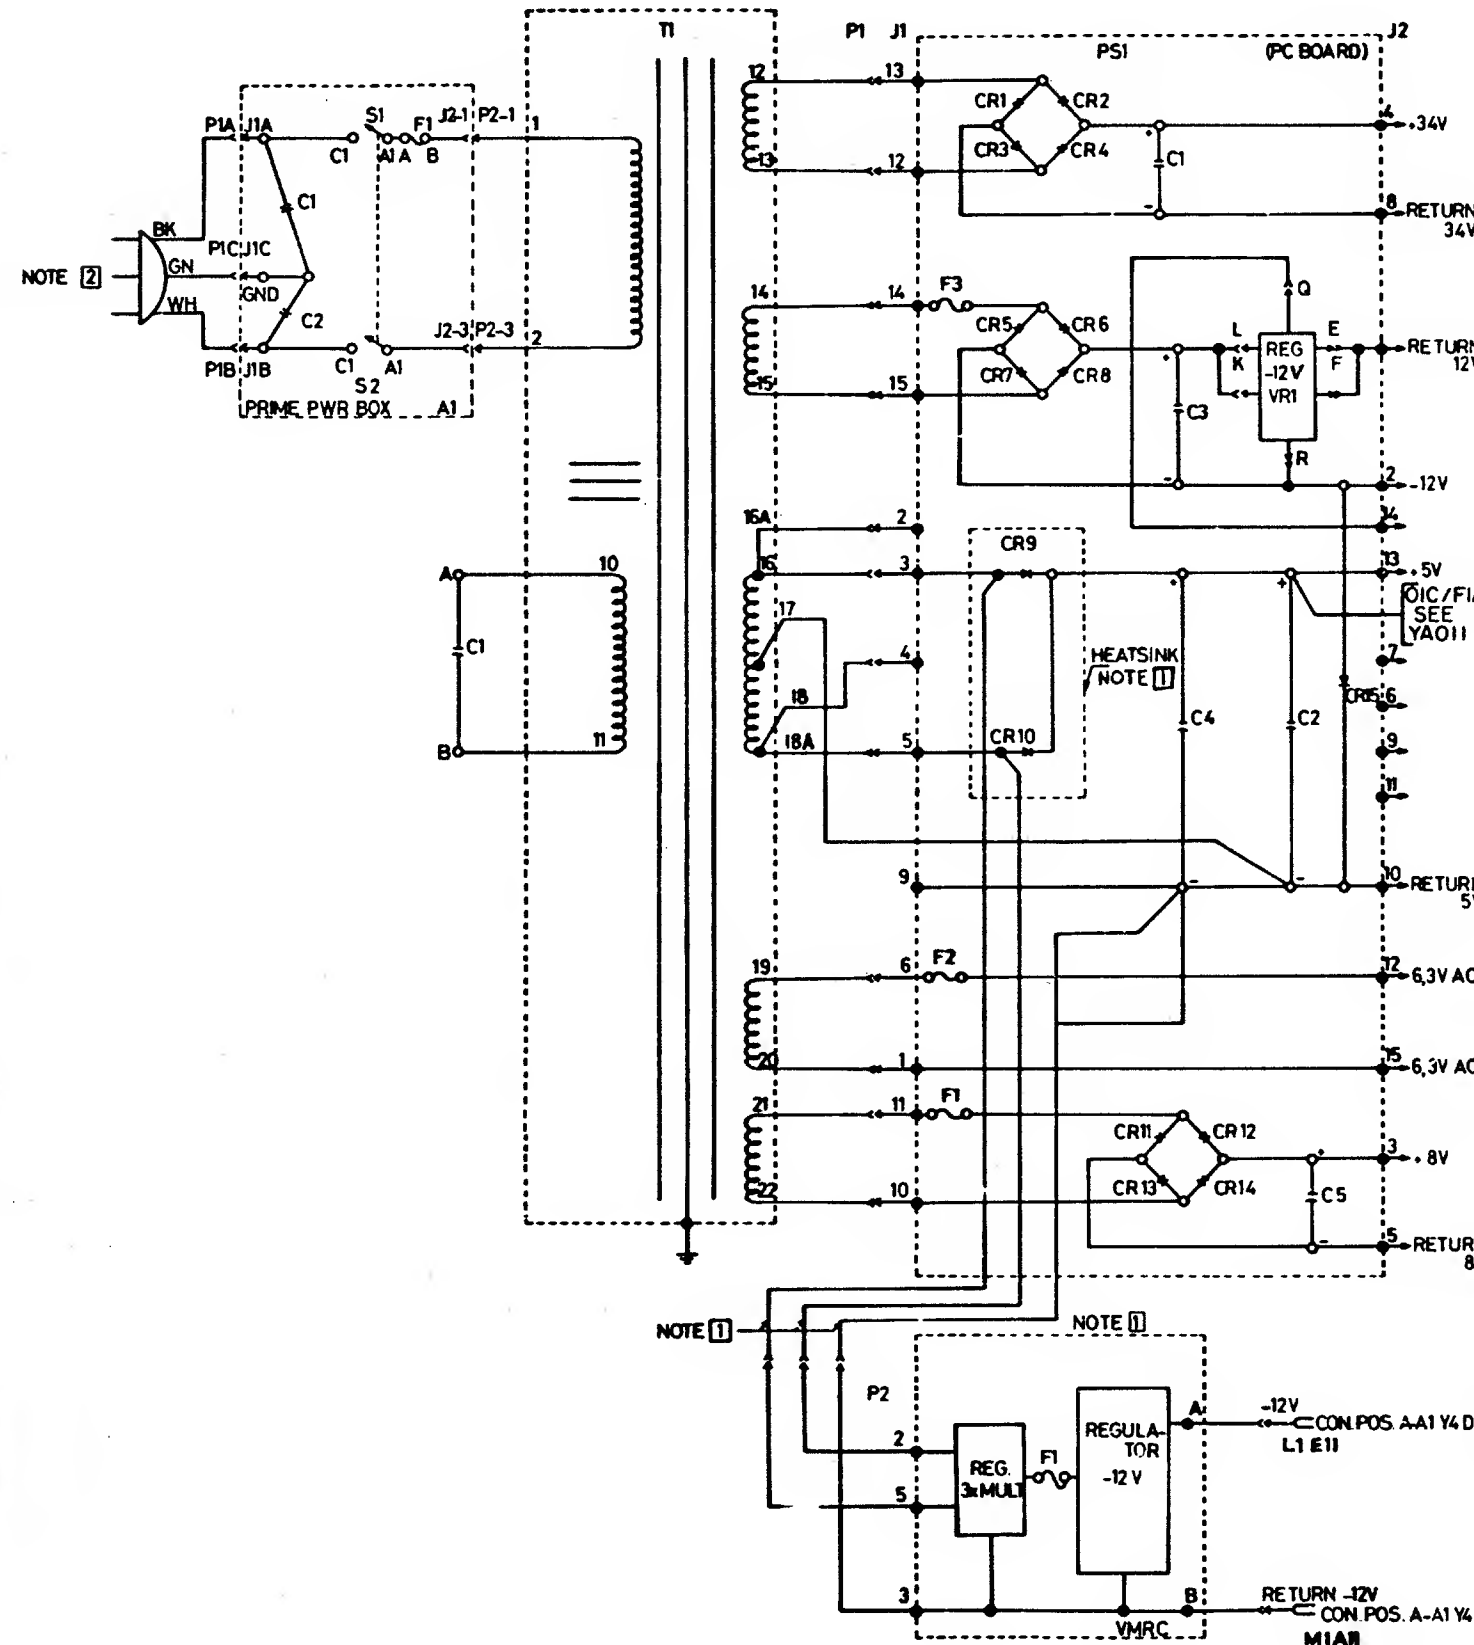 T1
P1 J1
J2
PS1 (PC BOARD)
12
13
13
12
CR1
CR2
CR3
CR4
C1
+
-
4
+34V
8
RETURN
34V
P1A J1A
S1
F1
J2-1 P2-1
1
C1
A1 A
B
C1
BK
P1C J1C
GN
GND
WH
NOTE 2
C2
P1B J1B
C1
A1
J2-3 P2-3
2
S2
PRIME PWR BOX A1
14
14
F3
15
15
CR5
CR6
CR7
CR8
+
C3
-
Q
L
K
REG
-12V
VR1
E
F
R
RETURN
12V
2
-12V
14
16A
2
16
3
CR9
17
4
18
18A
5
CR10
HEATSINK
NOTE 1
+
C4
-
+
C2
-
CR15
13
+5V
OIC/F1
SEE
YA011
7
6
9
11
10
RETURN
5V
9
A
C1
B
10
11
19
6
F2
12
6,3V AC
20
1
15
6,3V AC
21
11
F1
22
10
CR11
CR12
CR13
CR14
+
C5
-
3
+8V
5
RETURN
8
NOTE 1
NOTE 1
P2
2
5
3
REG.
3xMULT
F1
REGULA-
TOR
-12V
A
-12V
CON.POS. A-A1 Y4 D
L1 E11
B
RETURN -12V
CON.POS. A-A1 Y4
M1A11
VMRC